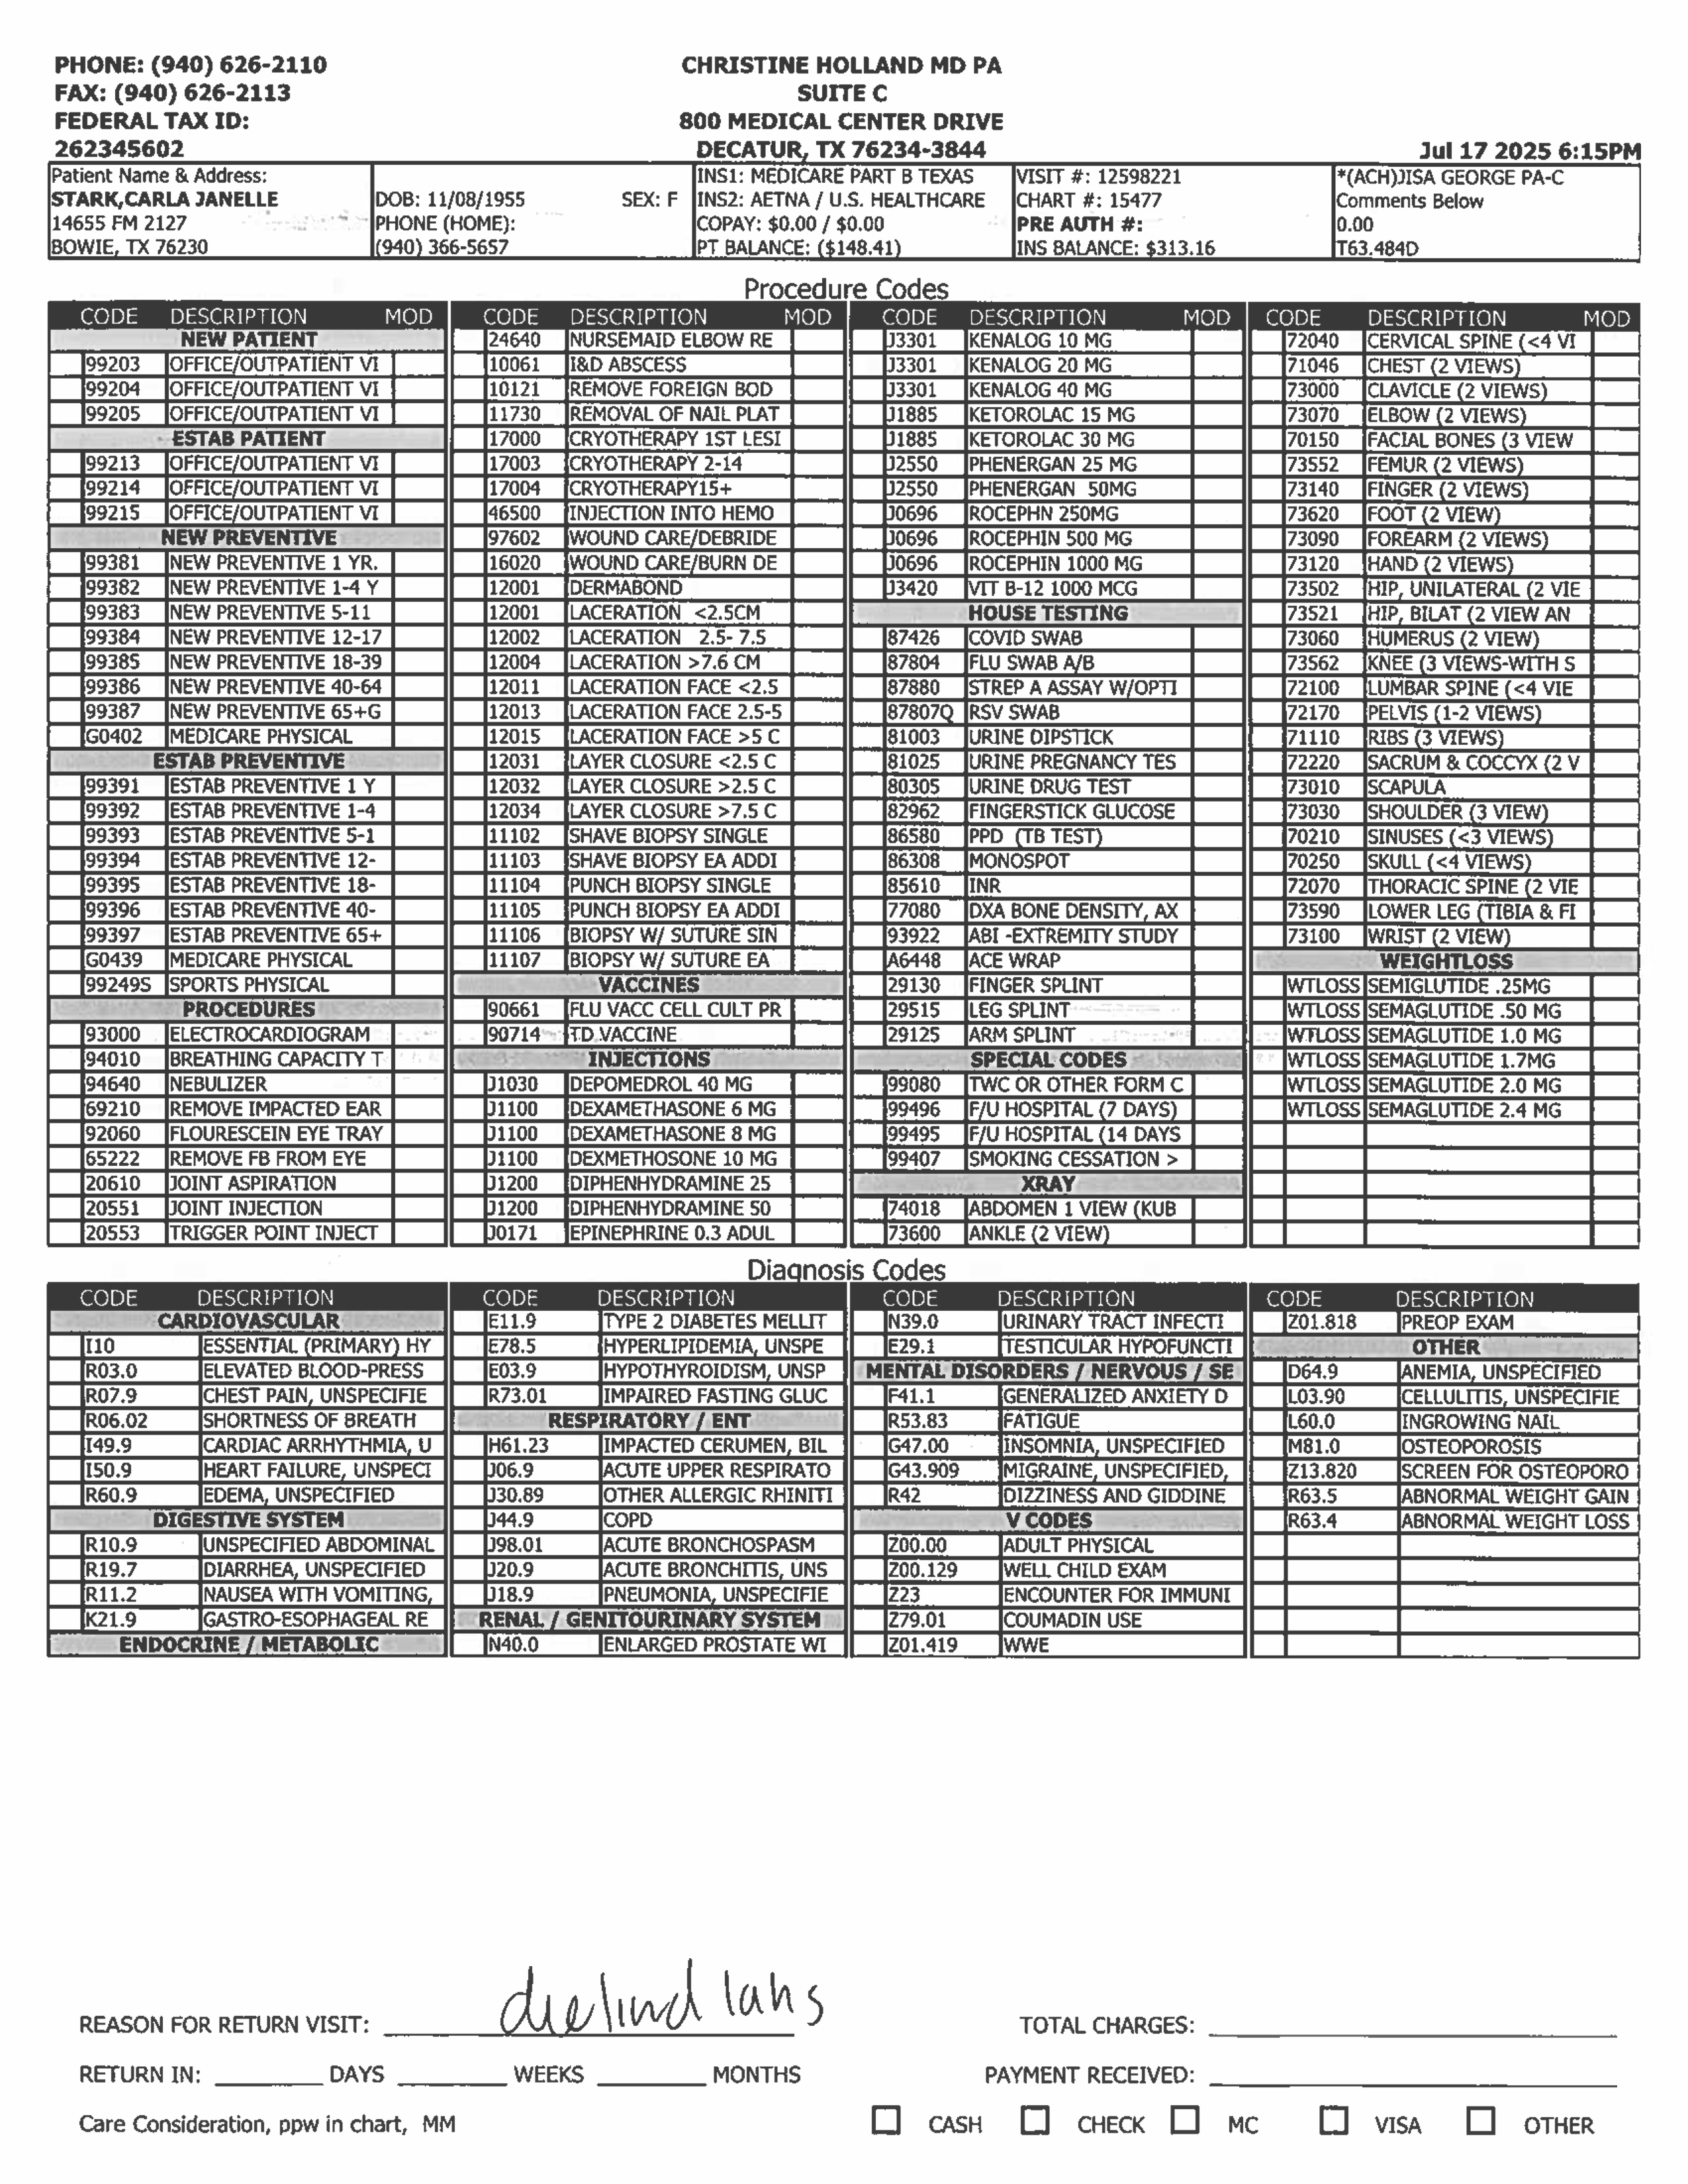 PHONE: (940) 626-2110
FAX: (940) 626-2113
FEDERAL TAX ID:
262345602
CHRISTINE HOLLAND MD PA
SUITE C
800 MEDICAL CENTER DRIVE
DECATUR, TX 76234-3844
Jul 17 2025 6:15PM
Patient Name & Address:
STARK,CARLA JANELLE
14655 FM 2127
BOWIE, TX 76230
DOB: 11/08/1955 SEX: F
PHONE (HOME):
(940) 366-5657
INS1: MEDICARE PART B TEXAS
INS2: AETNA / U.S. HEALTHCARE
COPAY: $0.00 / $0.00
PT BALANCE: ($148.41)
VISIT #: 12598221
CHART #: 15477
PRE AUTH #:
INS BALANCE: $313.16
*(ACH)JISA GEORGE PA-C
Comments Below
0.00
T63.484D
Procedure Codes
CODE DESCRIPTION MOD
NEW PATIENT
99203 OFFICE/OUTPATIENT VI
99204 OFFICE/OUTPATIENT VI
99205 OFFICE/OUTPATIENT VI
ESTAB PATIENT
99213 OFFICE/OUTPATIENT VI
99214 OFFICE/OUTPATIENT VI
99215 OFFICE/OUTPATIENT VI
NEW PREVENTIVE
99381 NEW PREVENTIVE 1 YR.
99382 NEW PREVENTIVE 1-4 Y
99383 NEW PREVENTIVE 5-11
99384 NEW PREVENTIVE 12-17
99385 NEW PREVENTIVE 18-39
99386 NEW PREVENTIVE 40-64
99387 NEW PREVENTIVE 65+G
G0402 MEDICARE PHYSICAL
ESTAB PREVENTIVE
99391 ESTAB PREVENTIVE 1 Y
99392 ESTAB PREVENTIVE 1-4
99393 ESTAB PREVENTIVE 5-1
99394 ESTAB PREVENTIVE 12-
99395 ESTAB PREVENTIVE 18-
99396 ESTAB PREVENTIVE 40-
99397 ESTAB PREVENTIVE 65+
G0439 MEDICARE PHYSICAL
99249S SPORTS PHYSICAL
PROCEDURES
93000 ELECTROCARDIOGRAM
94010 BREATHING CAPACITY T
94640 NEBULIZER
69210 REMOVE IMPACTED EAR
92060 FLOURESCEIN EYE TRAY
65222 REMOVE FB FROM EYE
20610 JOINT ASPIRATION
20551 JOINT INJECTION
20553 TRIGGER POINT INJECT
CODE DESCRIPTION MOD
24640 NURSEMAID ELBOW RE
10061 I&D ABSCESS
10121 REMOVE FOREIGN BOD
11730 REMOVAL OF NAIL PLAT
17000 CRYOTHERAPY 1ST LESI
17003 CRYOTHERAPY 2-14
17004 CRYOTHERAPY15+
46500 INJECTION INTO HEMO
97602 WOUND CARE/DEBRIDE
16020 WOUND CARE/BURN DE
12001 DERMABOND
12001 LACERATION <2.5CM
12002 LACERATION 2.5- 7.5
12004 LACERATION >7.6 CM
12011 LACERATION FACE <2.5
12013 LACERATION FACE 2.5-5
12015 LACERATION FACE >5 C
12031 LAYER CLOSURE <2.5 C
12032 LAYER CLOSURE >2.5 C
12034 LAYER CLOSURE >7.5 C
11102 SHAVE BIOPSY SINGLE
11103 SHAVE BIOPSY EA ADDI
11104 PUNCH BIOPSY SINGLE
11105 PUNCH BIOPSY EA ADDI
11106 BIOPSY W/ SUTURE SIN
11107 BIOPSY W/ SUTURE EA
VACCINES
90661 FLU VACC CELL CULT PR
90714 TD VACCINE
INJECTIONS
J1030 DEPOMEDROL 40 MG
J1100 DEXAMETHASONE 6 MG
J1100 DEXAMETHASONE 8 MG
J1100 DEXMETHOSONE 10 MG
J1200 DIPHENHYDRAMINE 25
J1200 DIPHENHYDRAMINE 50
J0171 EPINEPHRINE 0.3 ADUL
CODE DESCRIPTION MOD
J3301 KENALOG 10 MG
J3301 KENALOG 20 MG
J3301 KENALOG 40 MG
J1885 KETOROLAC 15 MG
J1885 KETOROLAC 30 MG
J2550 PHENERGAN 25 MG
J2550 PHENERGAN 50MG
J0696 ROCEPHN 250MG
J0696 ROCEPHIN 500 MG
J0696 ROCEPHIN 1000 MG
J3420 VIT B-12 1000 MCG
HOUSE TESTING
87426 COVID SWAB
87804 FLU SWAB A/B
87880 STREP A ASSAY W/OPTI
87807Q RSV SWAB
81003 URINE DIPSTICK
81025 URINE PREGNANCY TES
80305 URINE DRUG TEST
82962 FINGERSTICK GLUCOSE
86580 PPD (TB TEST)
86308 MONOSPOT
85610 INR
77080 DXA BONE DENSITY, AX
93922 ABI -EXTREMITY STUDY
A6448 ACE WRAP
29130 FINGER SPLINT
29515 LEG SPLINT
29125 ARM SPLINT
SPECIAL CODES
99080 TWC OR OTHER FORM C
99496 F/U HOSPITAL (7 DAYS)
99495 F/U HOSPITAL (14 DAYS
99407 SMOKING CESSATION >
XRAY
74018 ABDOMEN 1 VIEW (KUB
73600 ANKLE (2 VIEW)
CODE DESCRIPTION MOD
72040 CERVICAL SPINE (<4 VI
71046 CHEST (2 VIEWS)
73000 CLAVICLE (2 VIEWS)
73070 ELBOW (2 VIEWS)
70150 FACIAL BONES (3 VIEW
73552 FEMUR (2 VIEWS)
73140 FINGER (2 VIEWS)
73620 FOOT (2 VIEW)
73090 FOREARM (2 VIEWS)
73120 HAND (2 VIEWS)
73502 HIP, UNILATERAL (2 VIE
73521 HIP, BILAT (2 VIEW AN
73060 HUMERUS (2 VIEW)
73562 KNEE (3 VIEWS-WITH S
72100 LUMBAR SPINE (<4 VIE
72170 PELVIS (1-2 VIEWS)
71110 RIBS (3 VIEWS)
72220 SACRUM & COCCYX (2 V
73010 SCAPULA
73030 SHOULDER (3 VIEW)
70210 SINUSES (<3 VIEWS)
70250 SKULL (<4 VIEWS)
72070 THORACIC SPINE (2 VIE
73590 LOWER LEG (TIBIA & FI
73100 WRIST (2 VIEW)
WEIGHTLOSS
WTLOSS SEMIGLUTIDE .25MG
WTLOSS SEMAGLUTIDE .50 MG
WTLOSS SEMAGLUTIDE 1.0 MG
WTLOSS SEMAGLUTIDE 1.7MG
WTLOSS SEMAGLUTIDE 2.0 MG
WTLOSS SEMAGLUTIDE 2.4 MG
Diagnosis Codes
CODE DESCRIPTION
CARDIOVASCULAR
I10 ESSENTIAL (PRIMARY) HY
R03.0 ELEVATED BLOOD-PRESS
R07.9 CHEST PAIN, UNSPECIFIE
R06.02 SHORTNESS OF BREATH
I49.9 CARDIAC ARRHYTHMIA, U
I50.9 HEART FAILURE, UNSPECI
R60.9 EDEMA, UNSPECIFIED
DIGESTIVE SYSTEM
R10.9 UNSPECIFIED ABDOMINAL
R19.7 DIARRHEA, UNSPECIFIED
R11.2 NAUSEA WITH VOMITING,
K21.9 GASTRO-ESOPHAGEAL RE
ENDOCRINE / METABOLIC
CODE DESCRIPTION
E11.9 TYPE 2 DIABETES MELLIT
E78.5 HYPERLIPIDEMIA, UNSPE
E03.9 HYPOTHYROIDISM, UNSP
R73.01 IMPAIRED FASTING GLUC
RESPIRATORY / ENT
H61.23 IMPACTED CERUMEN, BIL
J06.9 ACUTE UPPER RESPIRATO
J30.89 OTHER ALLERGIC RHINITI
J44.9 COPD
J98.01 ACUTE BRONCHOSPASM
J20.9 ACUTE BRONCHITIS, UNS
J18.9 PNEUMONIA, UNSPECIFIE
RENAL / GENITOURINARY SYSTEM
N40.0 ENLARGED PROSTATE WI
CODE DESCRIPTION
N39.0 URINARY TRACT INFECTI
E29.1 TESTICULAR HYPOFUNCTI
MENTAL DISORDERS / NERVOUS / SE
F41.1 GENERALIZED ANXIETY D
R53.83 FATIGUE
G47.00 INSOMNIA, UNSPECIFIED
G43.909 MIGRAINE, UNSPECIFIED,
R42 DIZZINESS AND GIDDINE
V CODES
Z00.00 ADULT PHYSICAL
Z00.129 WELL CHILD EXAM
Z23 ENCOUNTER FOR IMMUNI
Z79.01 COUMADIN USE
Z01.419 WWE
CODE DESCRIPTION
Z01.818 PREOP EXAM
OTHER
D64.9 ANEMIA, UNSPECIFIED
L03.90 CELLULITIS, UNSPECIFIE
L60.0 INGROWING NAIL
M81.0 OSTEOPOROSIS
Z13.820 SCREEN FOR OSTEOPORO
R63.5 ABNORMAL WEIGHT GAIN
R63.4 ABNORMAL WEIGHT LOSS
REASON FOR RETURN VISIT:
TOTAL CHARGES:
RETURN IN: DAYS WEEKS MONTHS
PAYMENT RECEIVED:
Care Consideration, ppw in chart, MM
CASH CHECK MC VISA OTHER